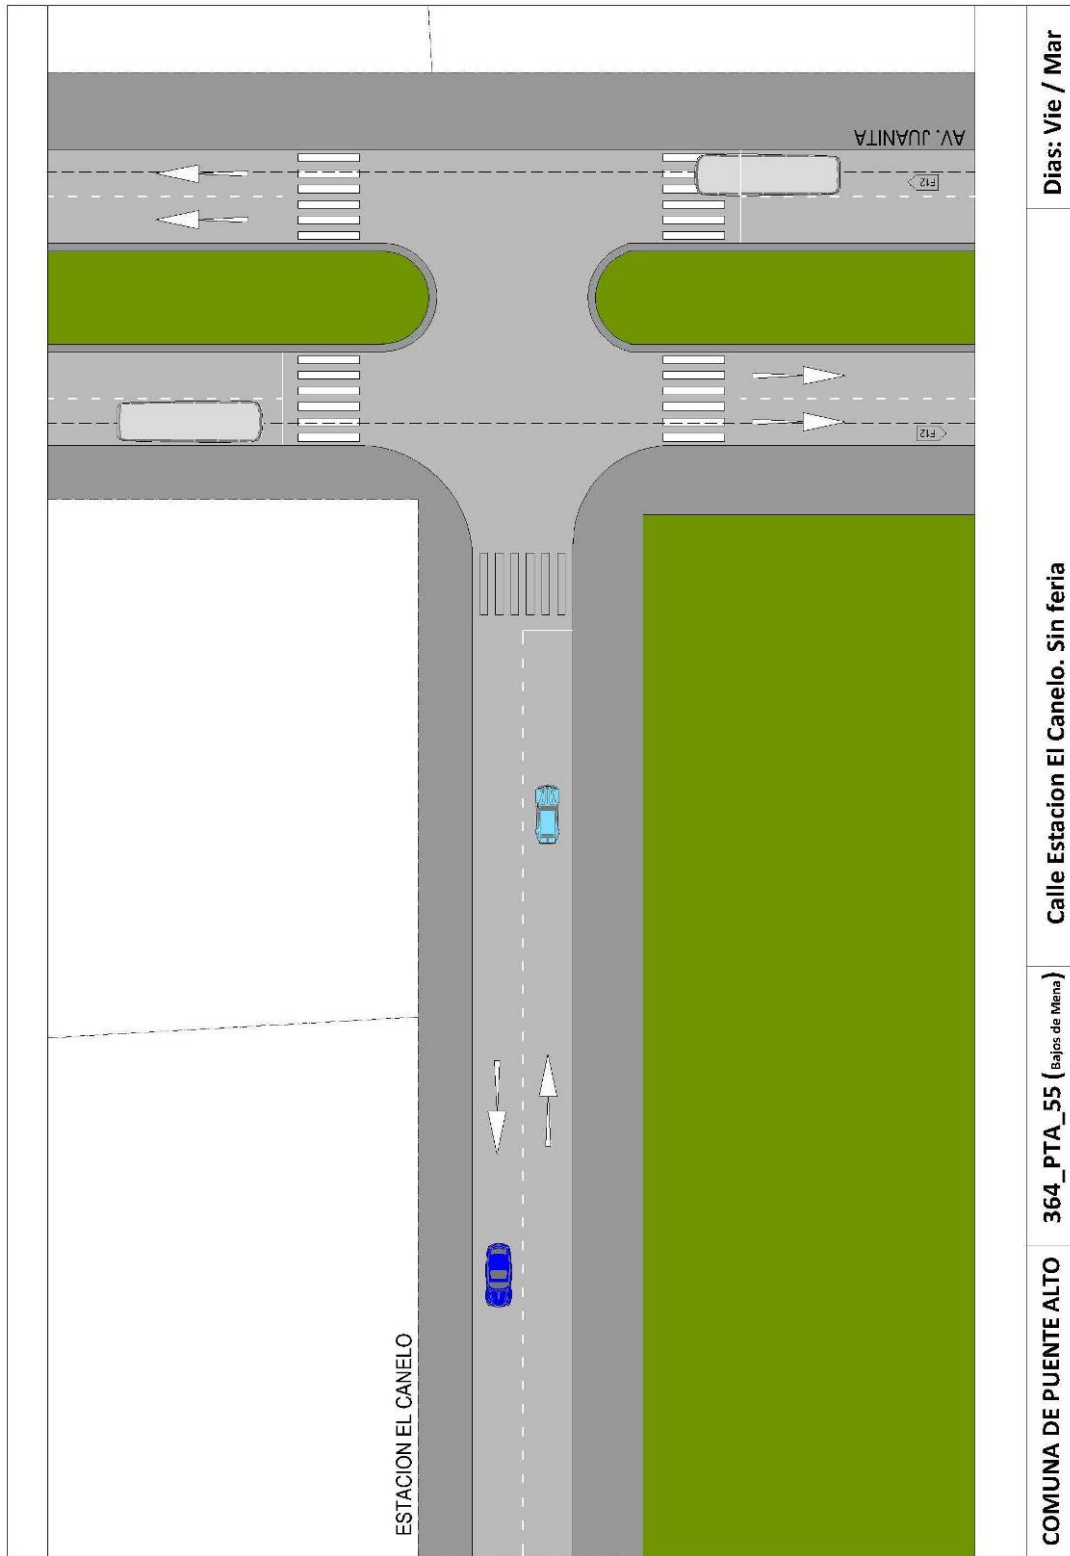 AV. JUANITA
F12
F12
ESTACION EL CANELO
COMUNA DE PUENTE ALTO
364_PTA_55 (Bajos de Mena)
Calle Estacion El Canelo. Sin feria
Dias: Vie / Mar